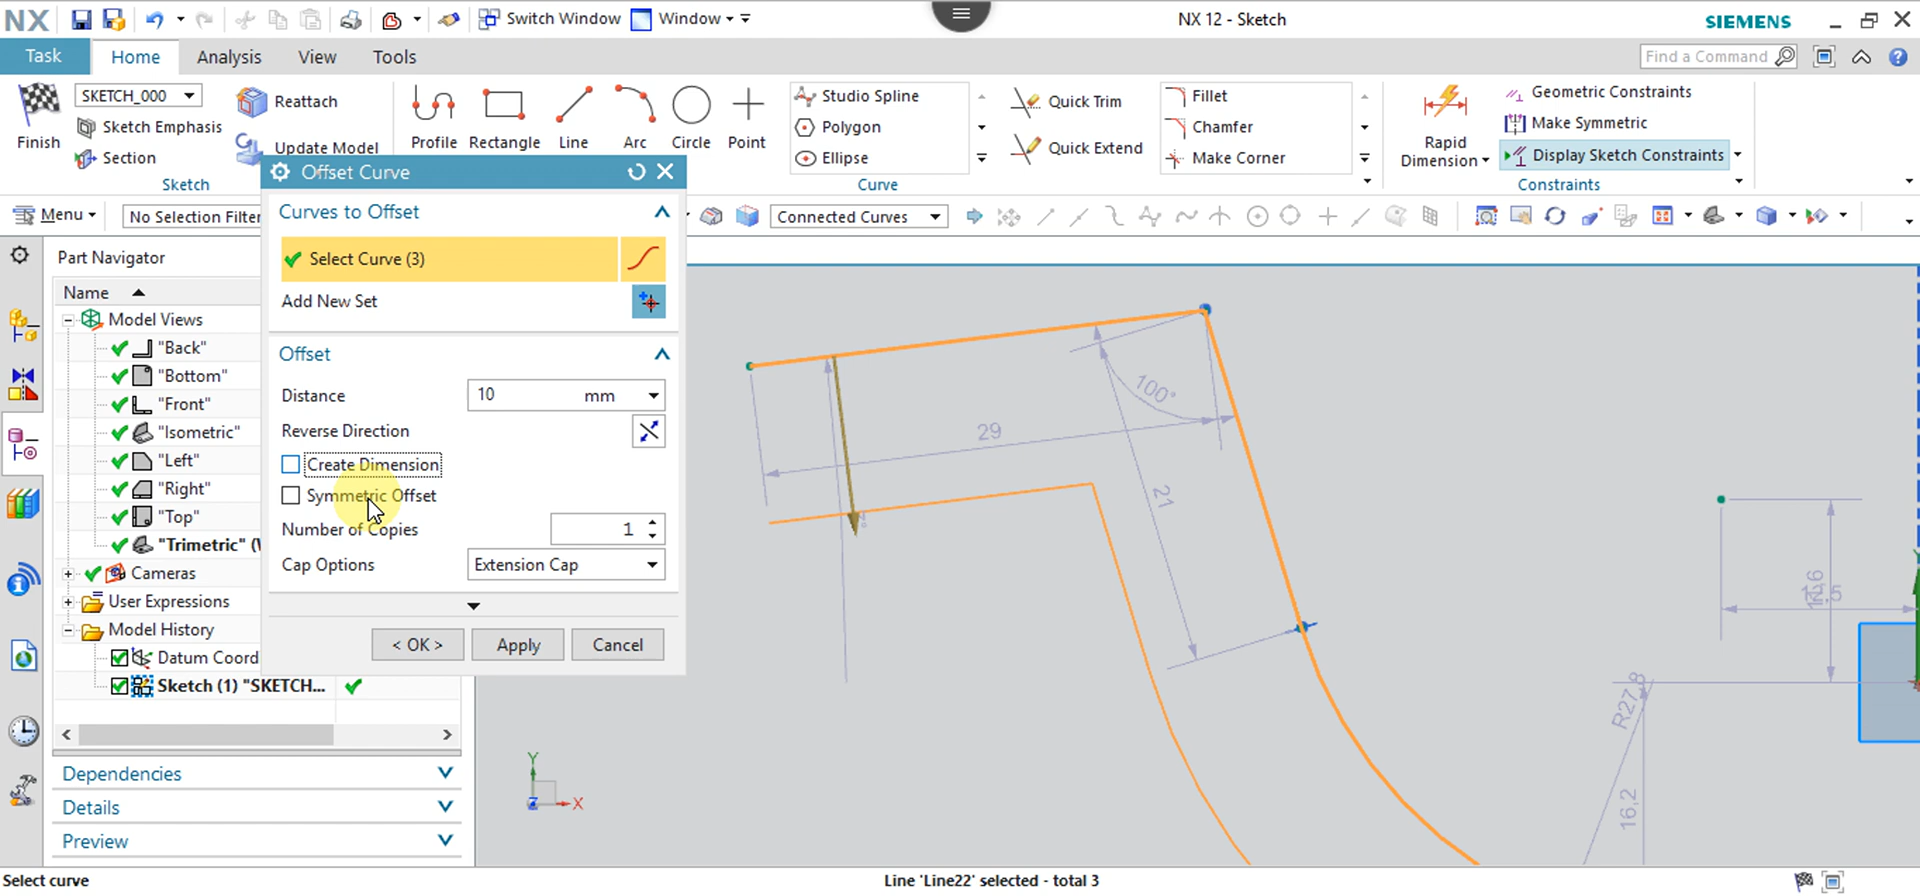 NX Switch Window Window NX 12 - Sketch SIEMENS
Task Home Analysis View Tools Find a Command
SKETCH_000 Reattach Studio Spline Quick Trim Fillet Geometric Constraints
Sketch Emphasis Polygon Chamfer Make Symmetric
Finish Section Update Model Profile Rectangle Line Arc Circle Point Ellipse Quick Extend Make Corner Rapid Dimension Display Sketch Constraints
Sketch Curve Constraints
Menu No Selection Filter Connected Curves
Offset Curve
Curves to Offset
Select Curve (3)
Add New Set
Offset
Distance 10 mm
Reverse Direction
Create Dimension
Symmetric Offset
Number of Copies 1
Cap Options Extension Cap
< OK > Apply Cancel
Part Navigator
Name
Model Views
"Back"
"Bottom"
"Front"
"Isometric"
"Left"
"Right"
"Top"
"Trimetric" (
Cameras
User Expressions
Model History
Datum Coord
Sketch (1) "SKETCH...
Dependencies
Details
Preview
100°
29
21
R27,8
16,2
Y
X
Select curve Line 'Line22' selected - total 3